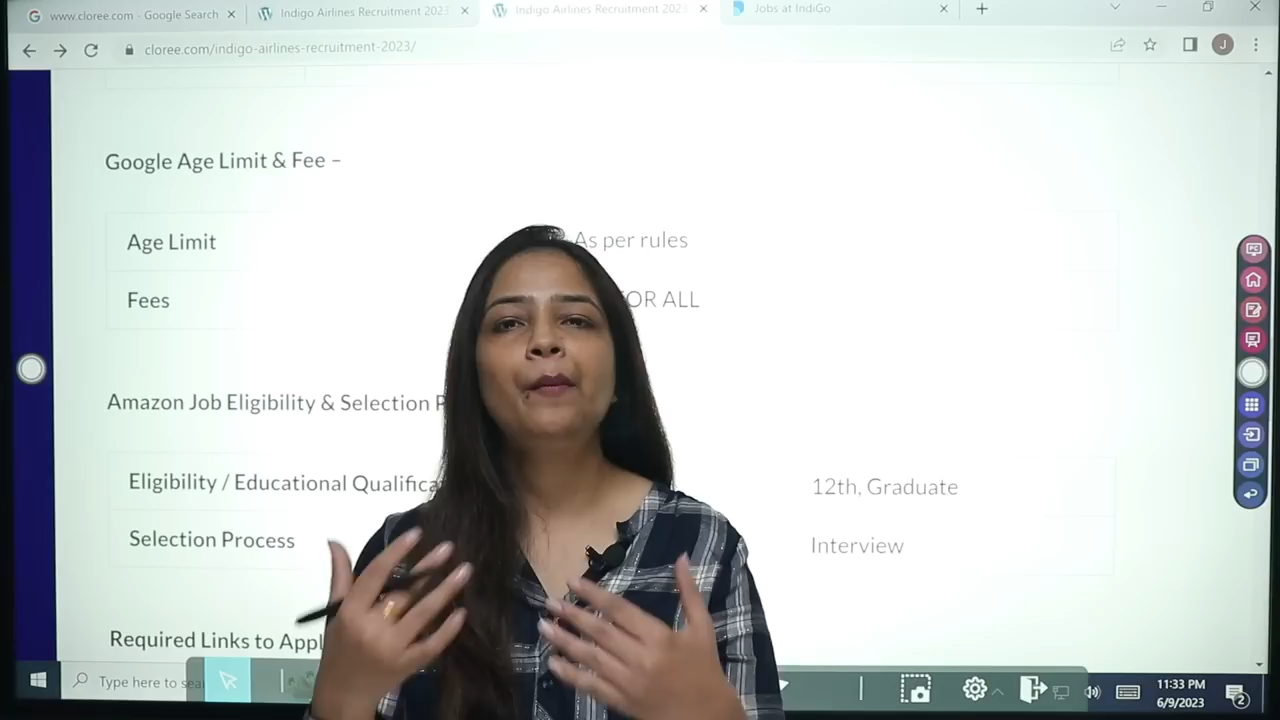 www.cloree.com - Google Search
Indigo Airlines Recruitment 2023
Indigo Airlines Recruitment 2023
Jobs at IndiGo
cloree.com/indigo-airlines-recruitment-2023/
J
Google Age Limit & Fee –
Age Limit As per rules
Fees OR ALL
Amazon Job Eligibility & Selection P
Eligibility / Educational Qualifica 12th, Graduate
Selection Process Interview
Required Links to Appl
Type here to sea
11:33 PM
6/9/2023
2
PC